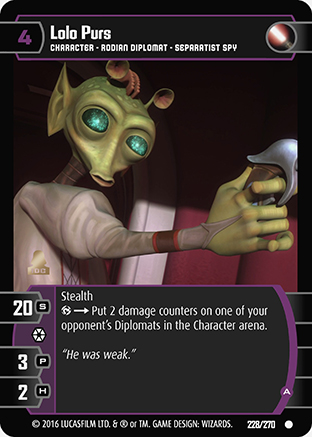 4
Lolo Purs
CHARACTER - RODIAN DIPLOMAT - SEPARATIST SPY
20 S
Stealth
→ Put 2 damage counters on one of your
opponent's Diplomats in the Character arena.
3 P
"He was weak."
2 H
A
© 2016 LUCASFILM LTD. & ® or TM. GAME DESIGN: WIZARDS. 228/270